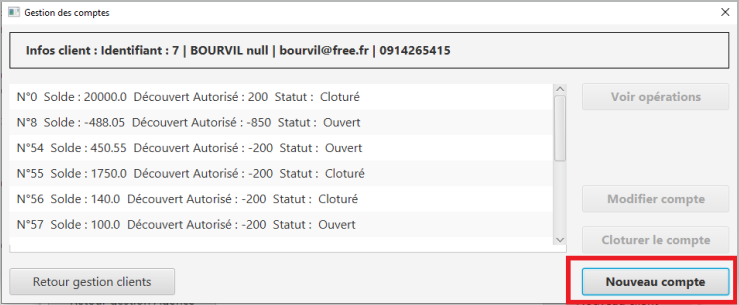 Gestion des comptes
Infos client : Identifiant : 7 | BOURVIL null | bourvil@free.fr | 0914265415
N°0 Solde : 20000.0 Découvert Autorisé : 200 Statut : Cloturé
Voir opérations
N°8 Solde : -488.05 Découvert Autorisé : -850 Statut : Ouvert
N°54 Solde : 450.55 Découvert Autorisé : -200 Statut : Ouvert
N°55 Solde : 1750.0 Découvert Autorisé : -200 Statut : Cloturé
N°56 Solde : 140.0 Découvert Autorisé : -200 Statut : Cloturé
Modifier compte
N°57 Solde : 100.0 Découvert Autorisé : -200 Statut : Ouvert
Cloturer le compte
Retour gestion clients
Nouveau compte